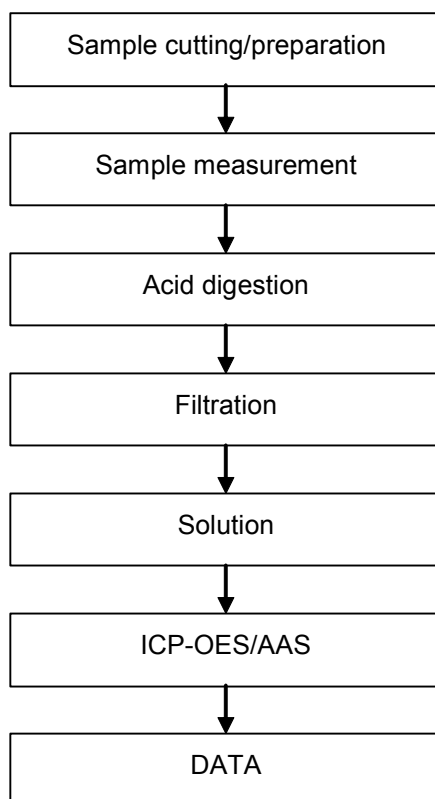 Sample cutting/preparation
Sample measurement
Acid digestion
Filtration
Solution
ICP-OES/AAS
DATA